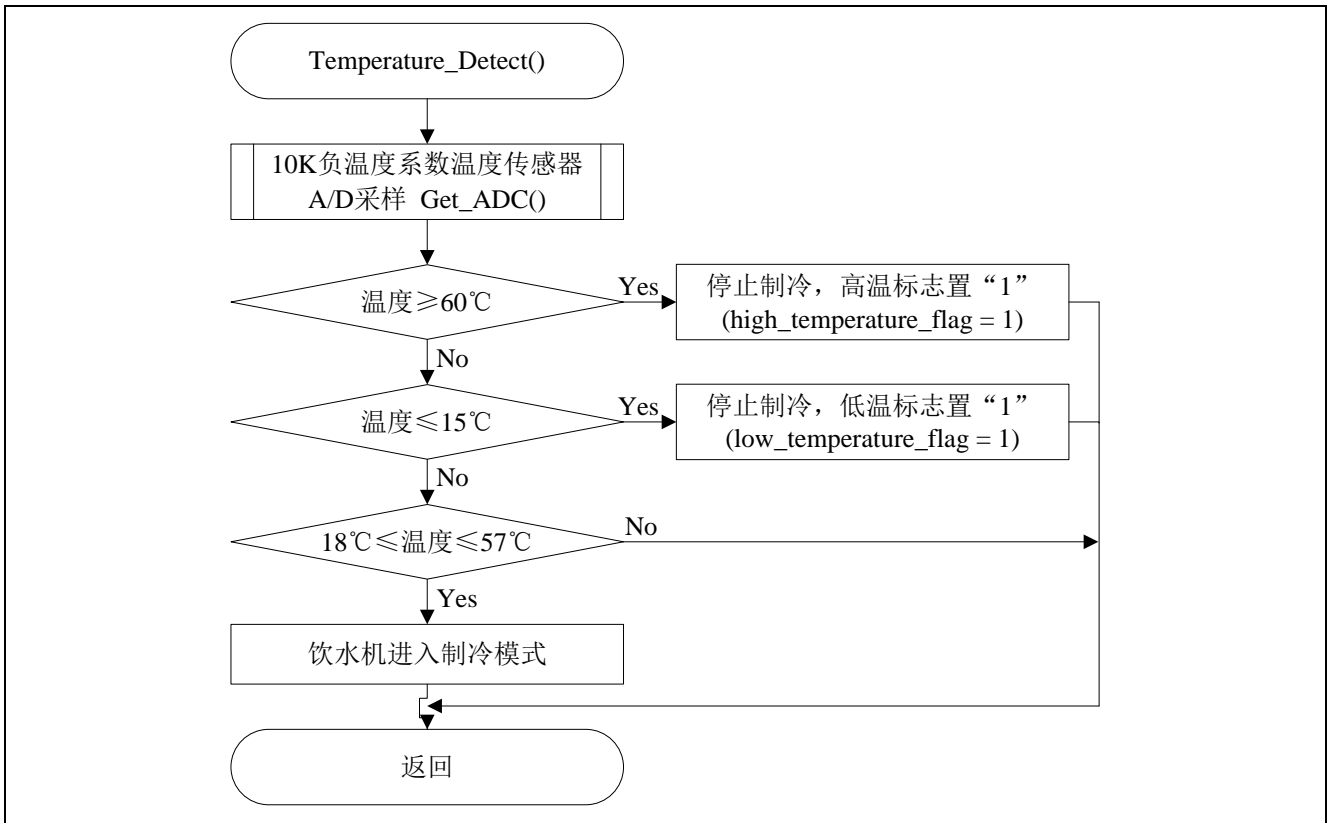 Temperature_Detect()
10K负温度系数温度传感器
A/D采样 Get_ADC()
温度≥60℃
Yes
停止制冷，高温标志置“1”
(high_temperature_flag = 1)
No
温度≤15℃
Yes
停止制冷，低温标志置“1”
(low_temperature_flag = 1)
No
18℃≤温度≤57℃
No
Yes
饮水机进入制冷模式
返回